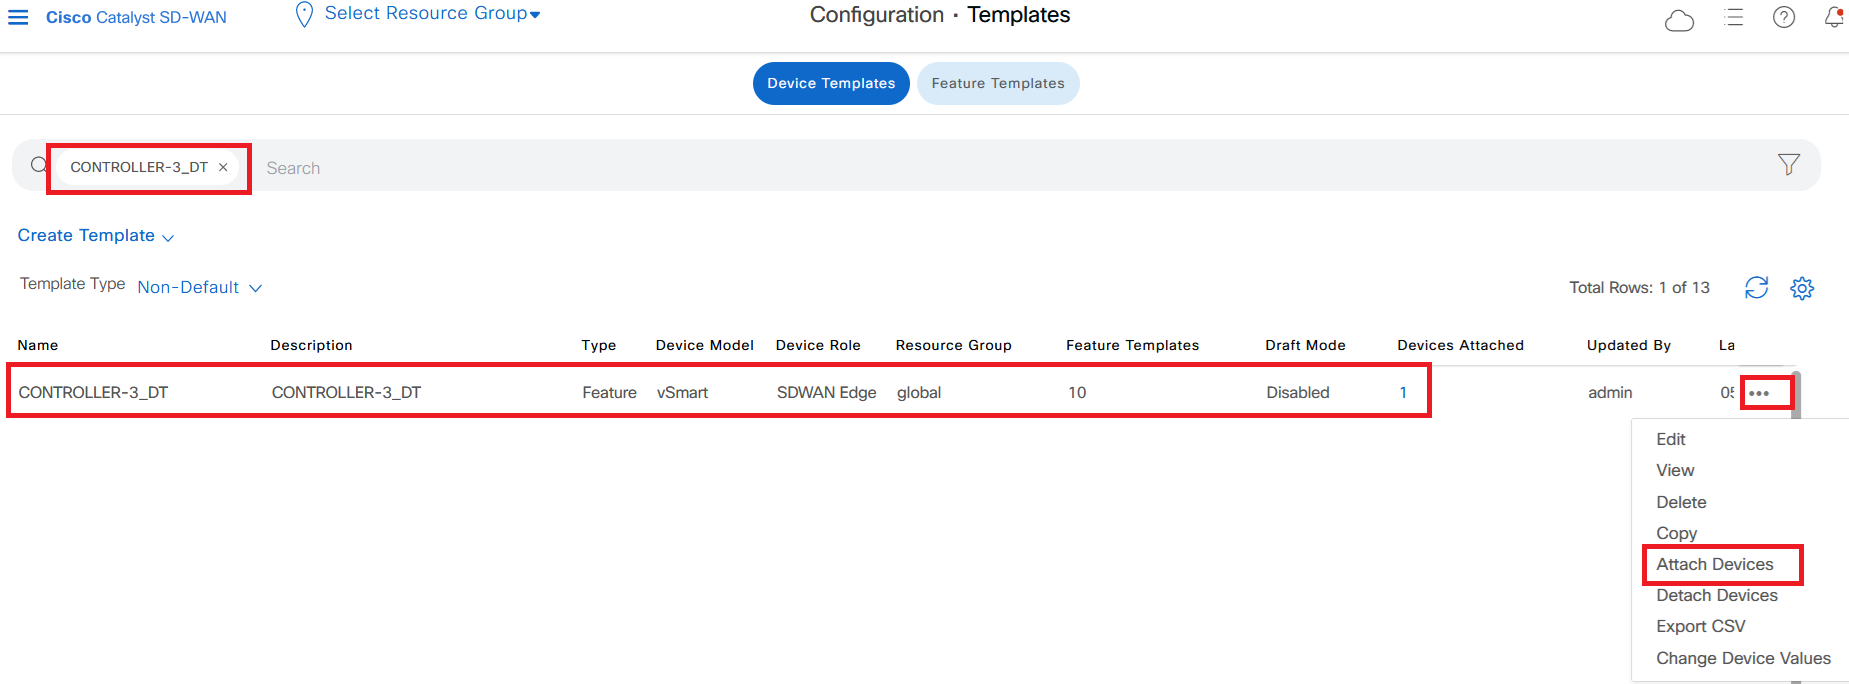 Cisco Catalyst SD-WAN Select Resource Group Configuration · Templates
Device Templates Feature Templates
CONTROLLER-3_DT × Search
Create Template
Template Type Non-Default Total Rows: 1 of 13
Name Description Type Device Model Device Role Resource Group Feature Templates Draft Mode Devices Attached Updated By La
CONTROLLER-3_DT CONTROLLER-3_DT Feature vSmart SDWAN Edge global 10 Disabled 1 admin 05 •••
Edit
View
Delete
Copy
Attach Devices
Detach Devices
Export CSV
Change Device Values